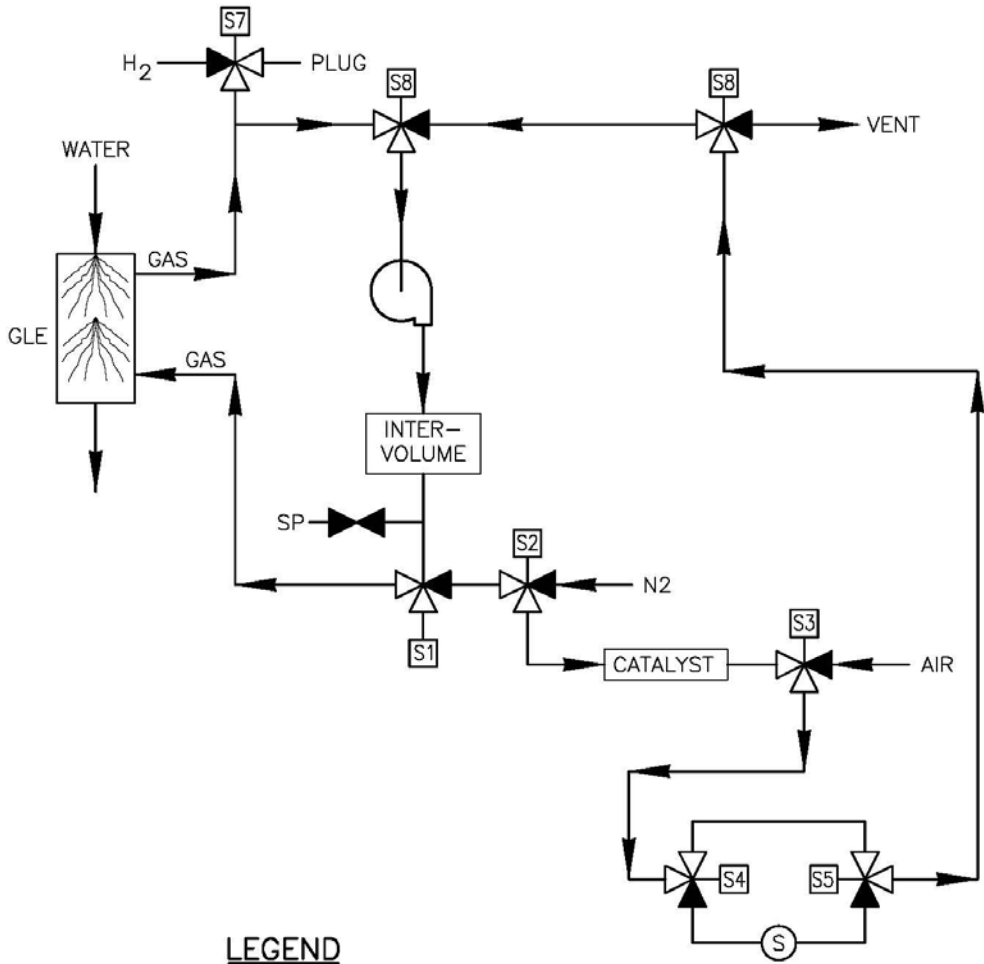 S7
H2
PLUG
S8
S8
VENT
WATER
GAS
GLE
GAS
INTER-
VOLUME
SP
S2
N2
S1
S3
CATALYST
AIR
S4
S5
S
LEGEND